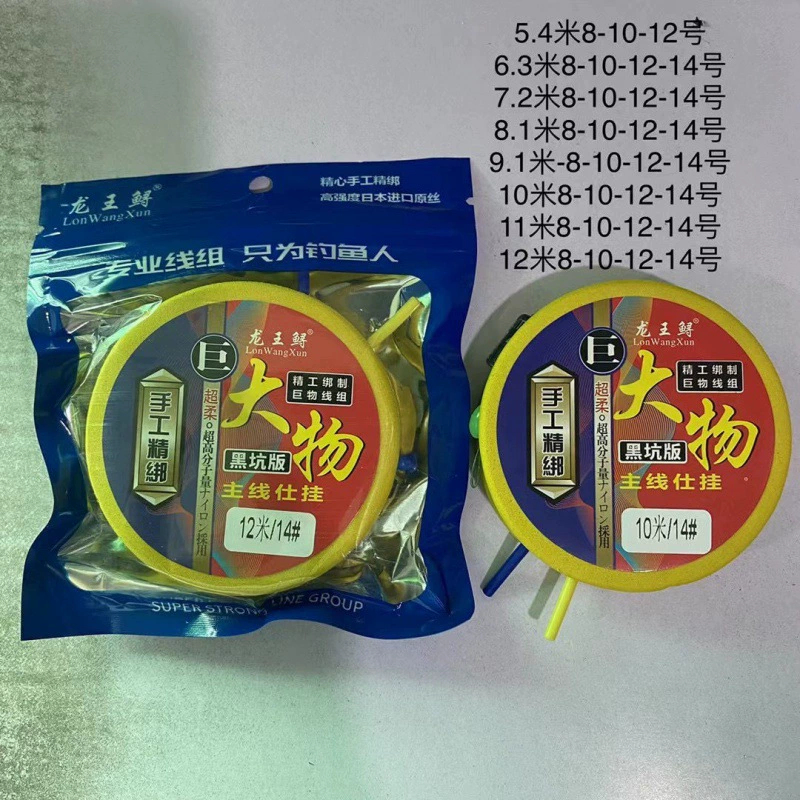 5.4米8-10-12号
6.3米8-10-12-14号
7.2米8-10-12-14号
8.1米8-10-12-14号
9.1米-8-10-12-14号
10米8-10-12-14号
11米8-10-12-14号
12米8-10-12-14号
龙王鲟®
LonWangXun
精心手工精绑
高强度日本进口原丝
专业线组 只为钓鱼人
龙王鲟®
LonWangXun
巨
大物
精工绑制
巨物线组
手工精綁
超柔。超高分子量ナイロン採用
黑坑版
主线仕挂
12米/14#
SUPER STRONG LINE GROUP
龙王鲟®
LonWangXun
巨
大物
精工绑制
巨物线组
手工精綁
超柔。超高分子量ナイロン採用
黑坑版
主线仕挂
10米/14#